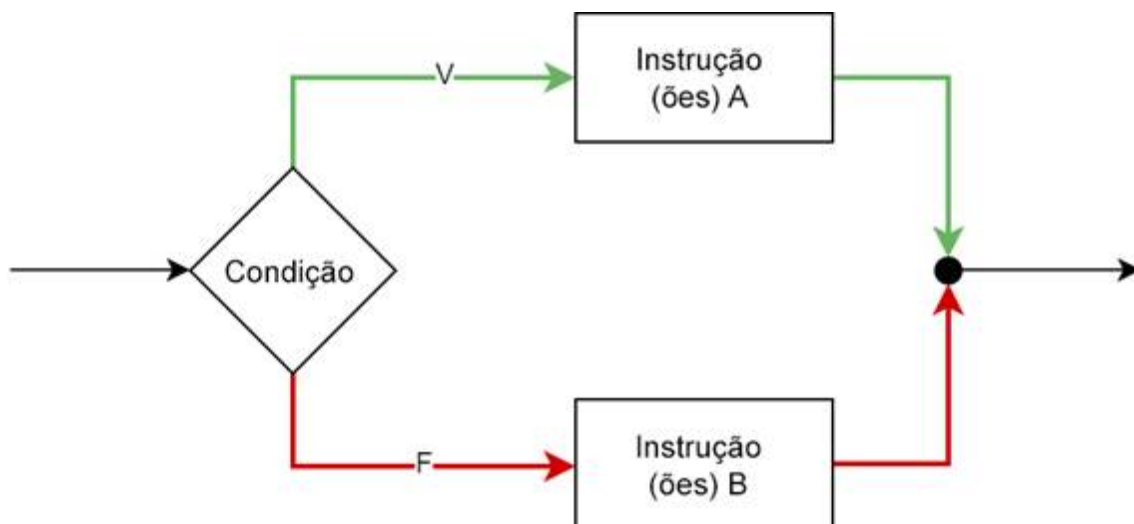 V
Instrução
(ões) A
Condição
F
Instrução
(ões) B